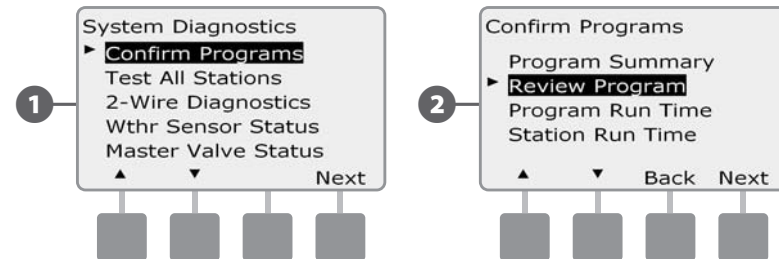 System Diagnostics
► Confirm Programs
Test All Stations
2-Wire Diagnostics
Wthr Sensor Status
Master Valve Status
▲ ▼ Next
1
Confirm Programs
Program Summary
► Review Program
Program Run Time
Station Run Time
▲ ▼ Back Next
2